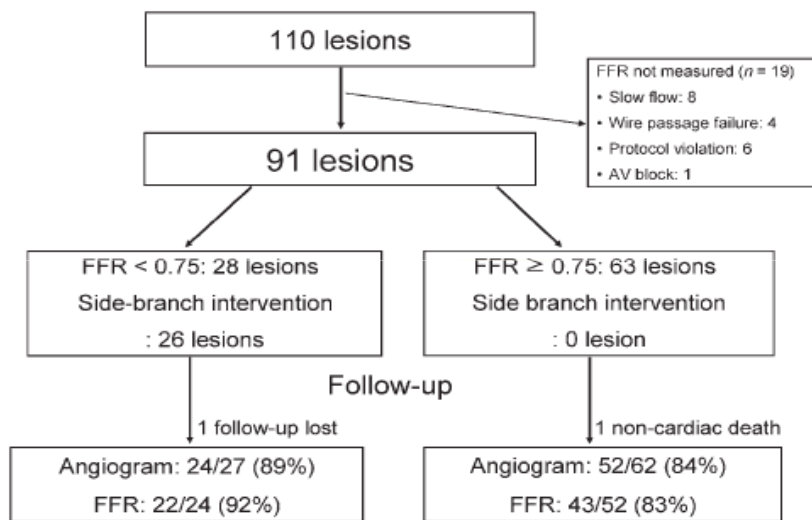 110 lesions
FFR not measured (n = 19)
• Slow flow: 8
• Wire passage failure: 4
• Protocol violation: 6
• AV block: 1
91 lesions
FFR < 0.75: 28 lesions
Side-branch intervention
: 26 lesions
FFR ≥ 0.75: 63 lesions
Side branch intervention
: 0 lesion
Follow-up
1 follow-up lost
1 non-cardiac death
Angiogram: 24/27 (89%)
FFR: 22/24 (92%)
Angiogram: 52/62 (84%)
FFR: 43/52 (83%)